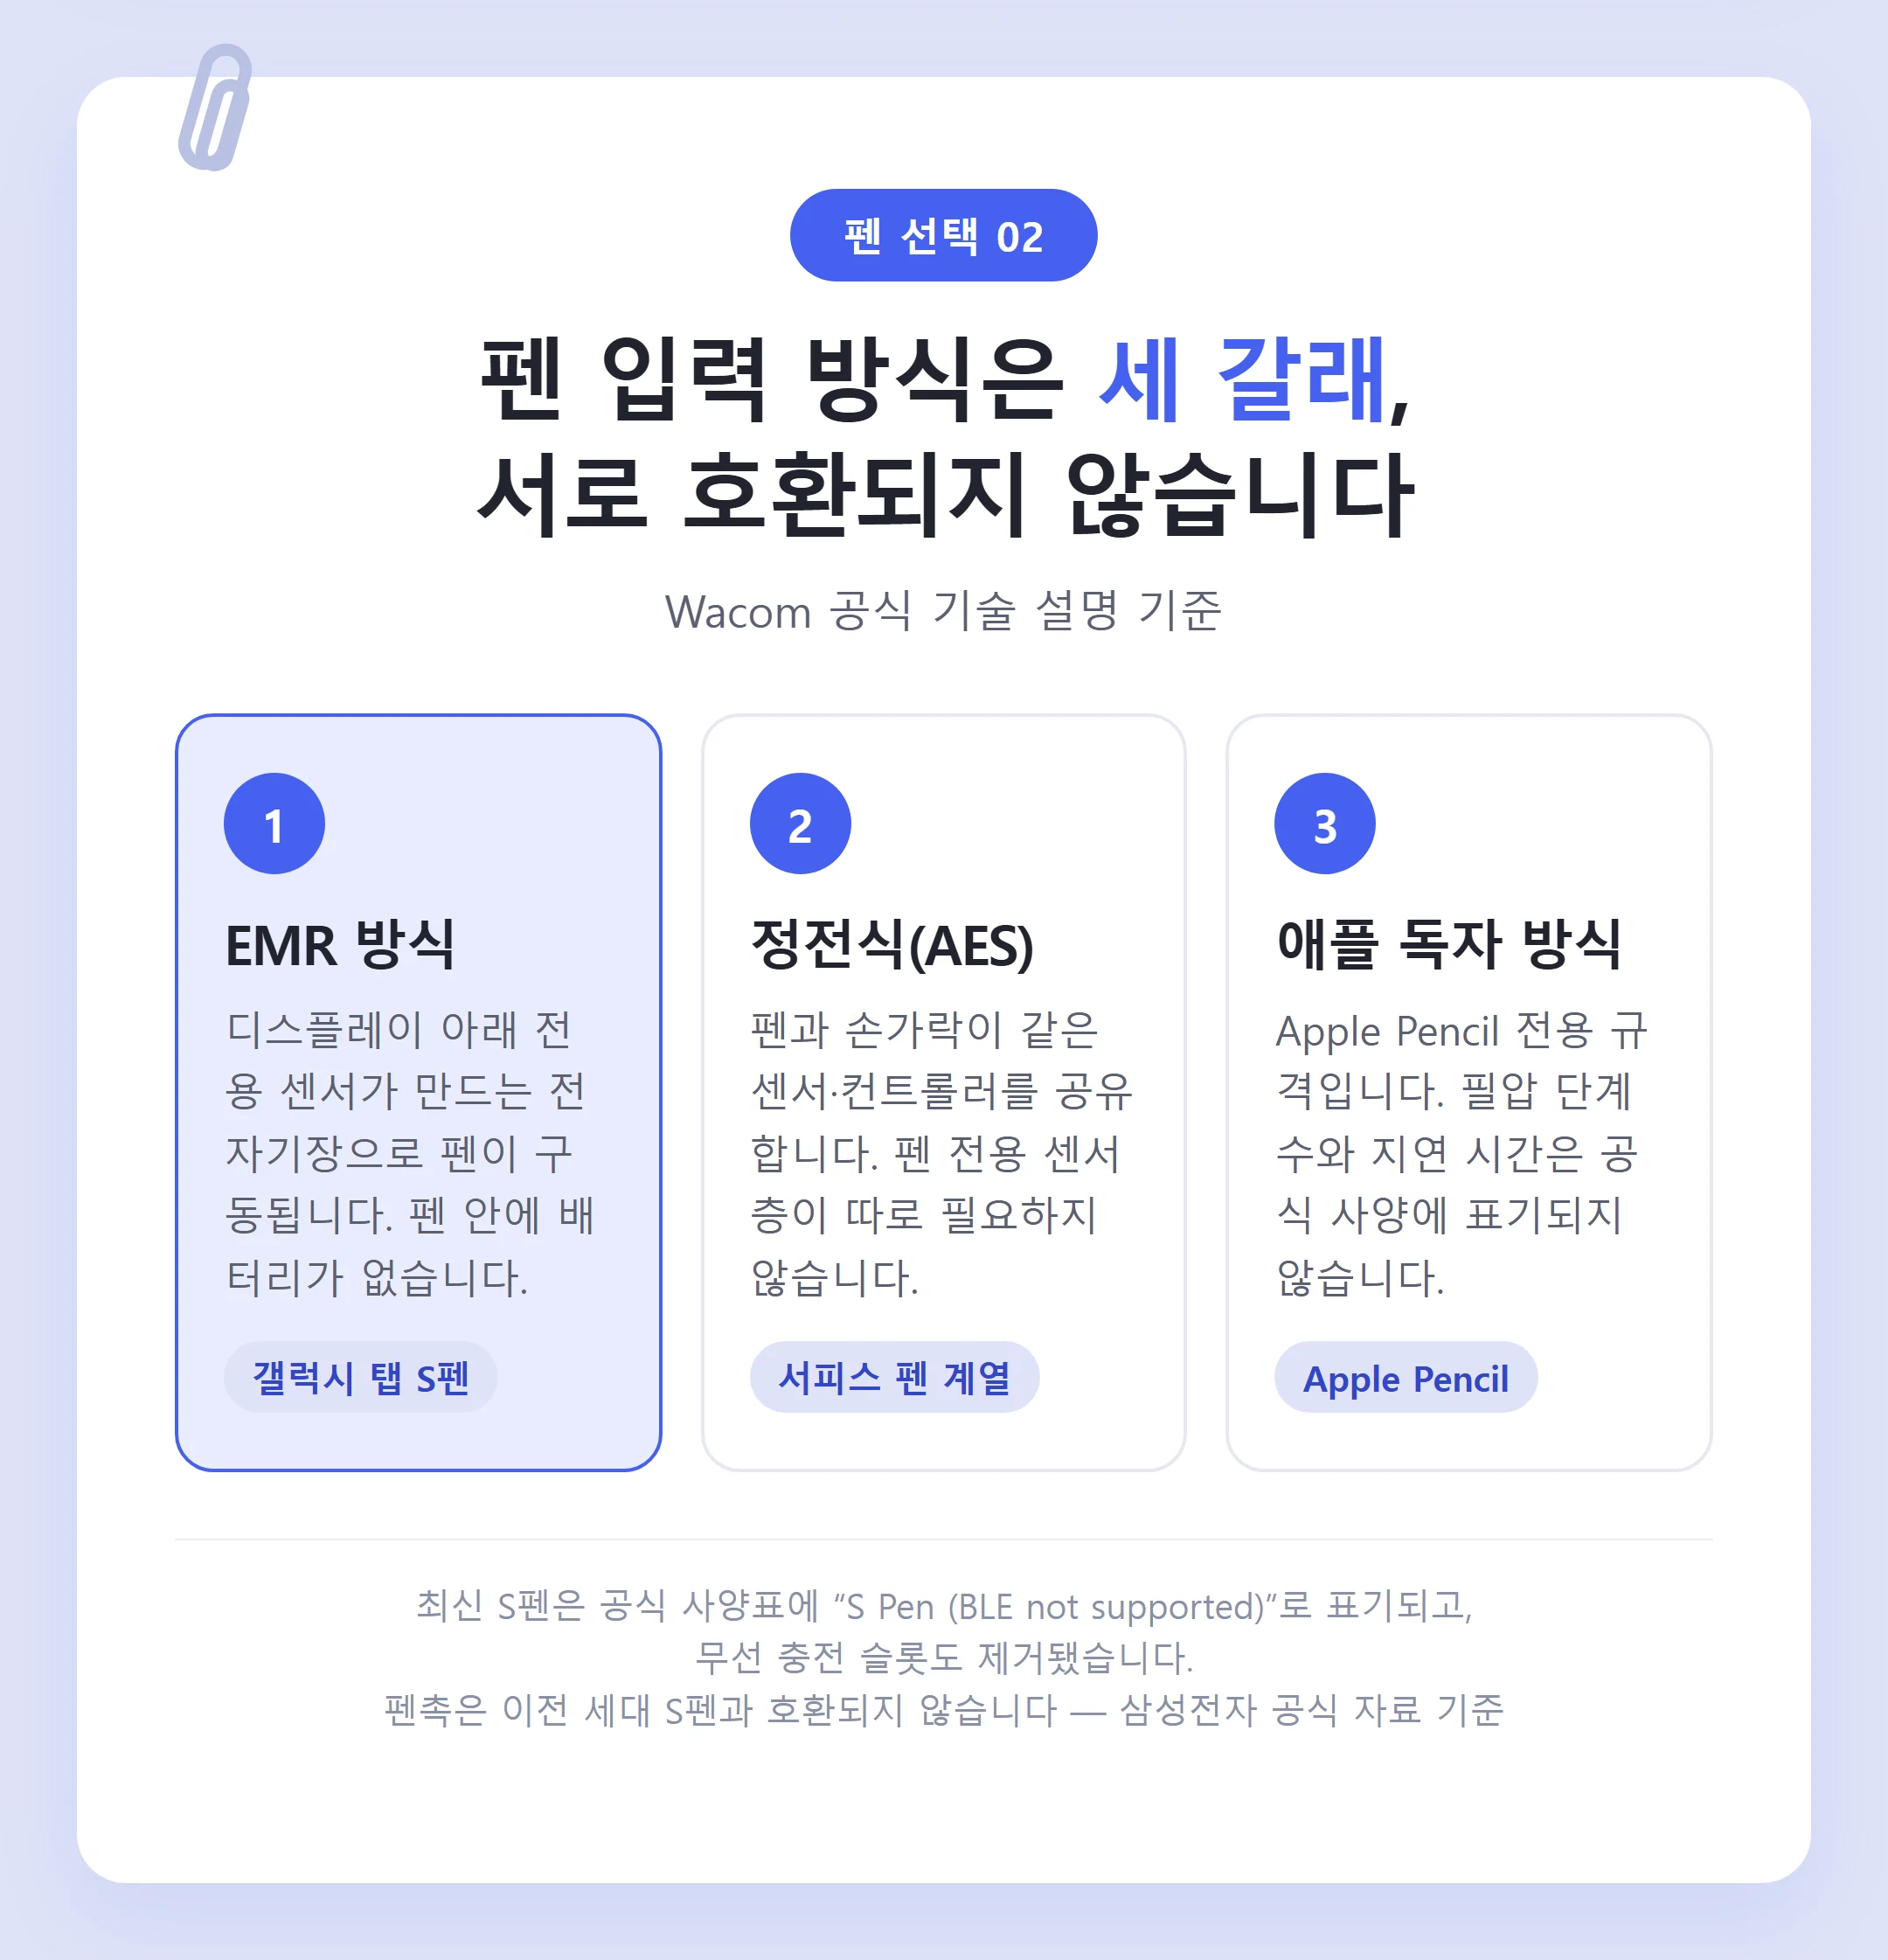 펜 선택 02
펜 입력 방식은 세 갈래,
서로 호환되지 않습니다
Wacom 공식 기술 설명 기준
1
EMR 방식
디스플레이 아래 전
용 센서가 만드는 전
자기장으로 펜이 구
동됩니다. 펜 안에 배
터리가 없습니다.
갤럭시 탭 S펜
2
정전식(AES)
펜과 손가락이 같은
센서·컨트롤러를 공유
합니다. 펜 전용 센서
층이 따로 필요하지
않습니다.
서피스 펜 계열
3
애플 독자 방식
Apple Pencil 전용 규
격입니다. 필압 단계
수와 지연 시간은 공
식 사양에 표기되지
않습니다.
Apple Pencil
최신 S펜은 공식 사양표에 “S Pen (BLE not supported)”로 표기되고,
무선 충전 슬롯도 제거됐습니다.
펜촉은 이전 세대 S펜과 호환되지 않습니다 — 삼성전자 공식 자료 기준